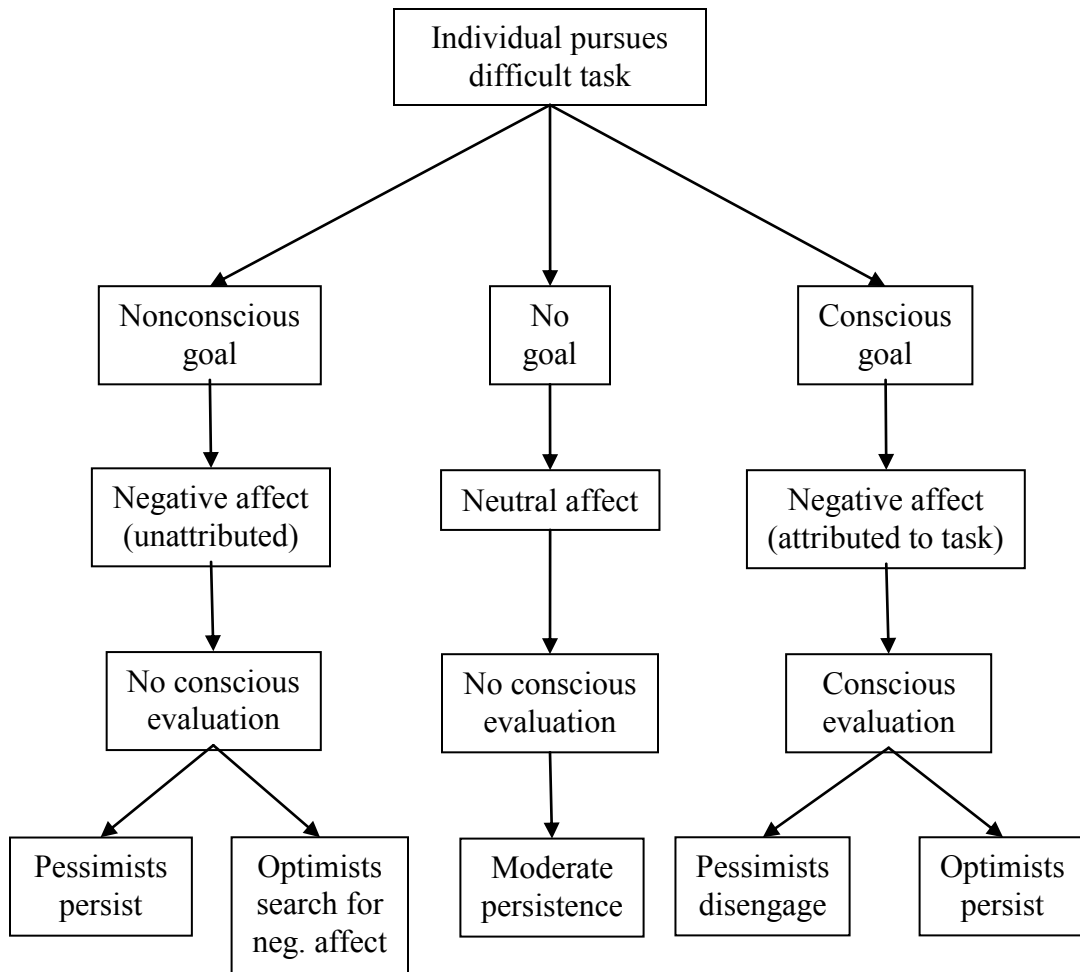 Individual pursues
difficult task
Nonconscious
goal
No
goal
Conscious
goal
Negative affect
(unattributed)
Neutral affect
Negative affect
(attributed to task)
No conscious
evaluation
No conscious
evaluation
Conscious
evaluation
Pessimists
persist
Optimists
search for
neg. affect
Moderate
persistence
Pessimists
disengage
Optimists
persist